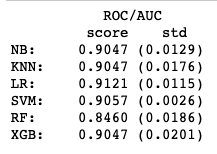 ROC/AUC
score std
NB: 0.9047 (0.0129)
KNN: 0.9047 (0.0176)
LR: 0.9121 (0.0115)
SVM: 0.9057 (0.0026)
RF: 0.8460 (0.0186)
XGB: 0.9047 (0.0201)